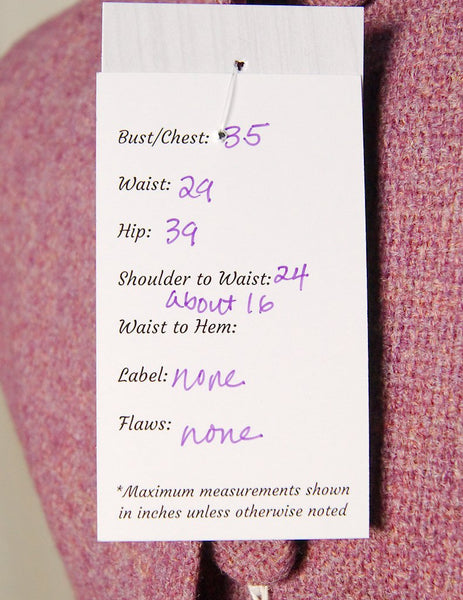 Bust/Chest: 35
Waist: 29
Hip: 39
Shoulder to Waist: 24
about 16
Waist to Hem:
Label: none
Flaws: none
*Maximum measurements shown
in inches unless otherwise noted